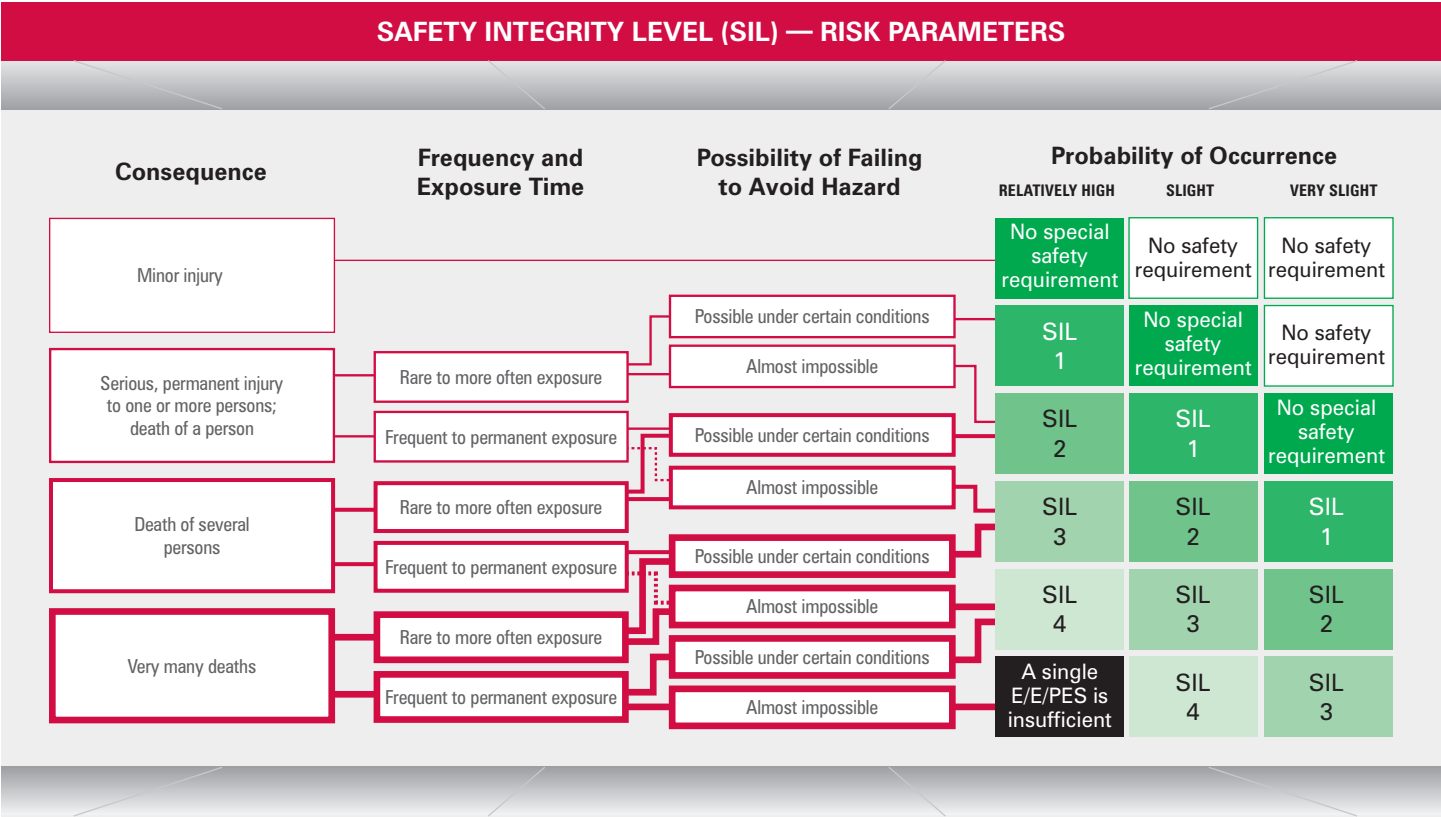 SAFETY INTEGRITY LEVEL (SIL) — RISK PARAMETERS
Consequence
Frequency and
Exposure Time
Possibility of Failing
to Avoid Hazard
Probability of Occurrence
RELATIVELY HIGH
SLIGHT
VERY SLIGHT
Minor injury
Serious, permanent injury
to one or more persons;
death of a person
Death of several
persons
Very many deaths
Rare to more often exposure
Frequent to permanent exposure
Rare to more often exposure
Frequent to permanent exposure
Rare to more often exposure
Frequent to permanent exposure
Possible under certain conditions
Almost impossible
Possible under certain conditions
Almost impossible
Possible under certain conditions
Almost impossible
Possible under certain conditions
Almost impossible
No special
safety
requirement
No safety
requirement
No safety
requirement
SIL
1
No special
safety
requirement
No safety
requirement
SIL
2
SIL
1
No special
safety
requirement
SIL
3
SIL
2
SIL
1
SIL
4
SIL
3
SIL
2
A single
E/E/PES is
insufficient
SIL
4
SIL
3